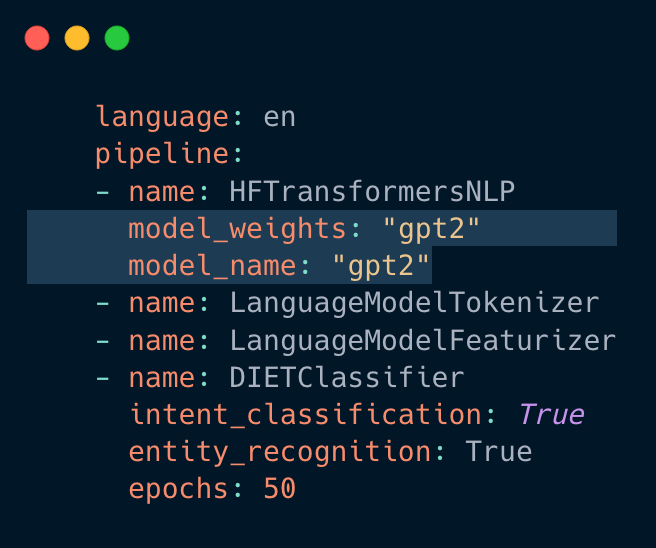 language: en
pipeline:
- name: HFTransformersNLP
  model_weights: "gpt2"
  model_name: "gpt2"
- name: LanguageModelTokenizer
- name: LanguageModelFeaturizer
- name: DIETClassifier
  intent_classification: True
  entity_recognition: True
  epochs: 50